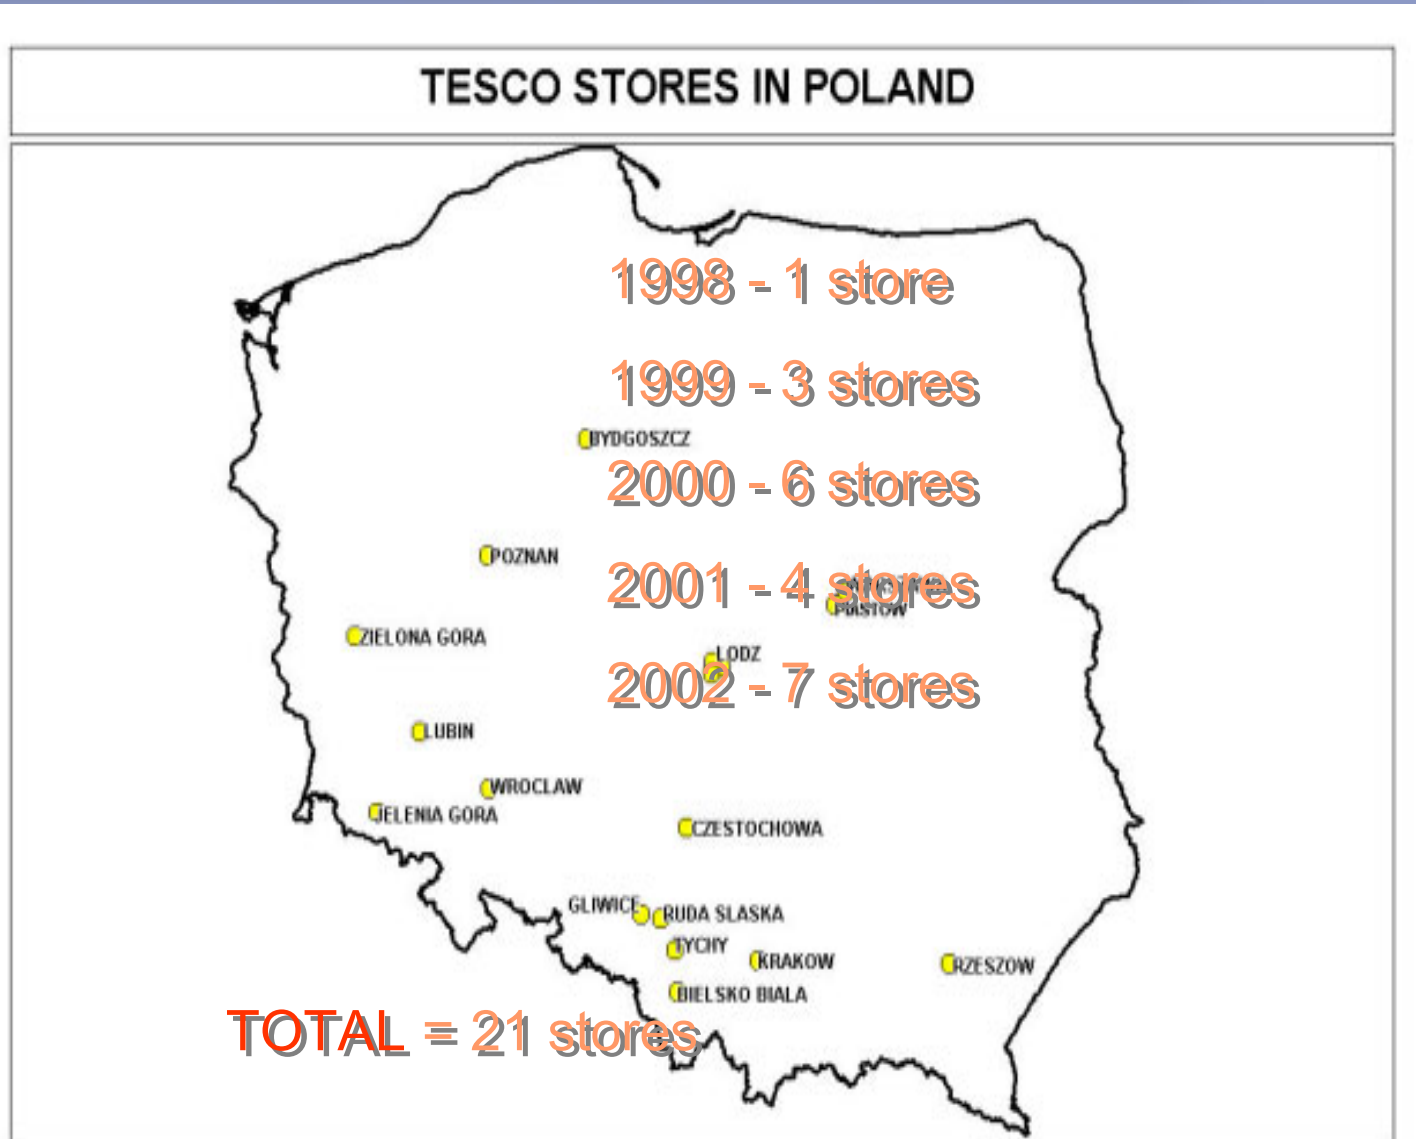 TESCO STORES IN POLAND
1998 - 1 store
1999 - 3 stores
BYDGOSZCZ
2000 - 6 stores
POZNAN
2001 - 4 stores
PIASTOW
ZIELONA GORA
LODZ
2002 - 7 stores
LUBIN
WROCLAW
JELENIA GORA
CZESTOCHOWA
GLIWICE
RUDA SLASKA
TYCHY
KRAKOW
RZESZOW
BIELSKO BIALA
TOTAL = 21 stores